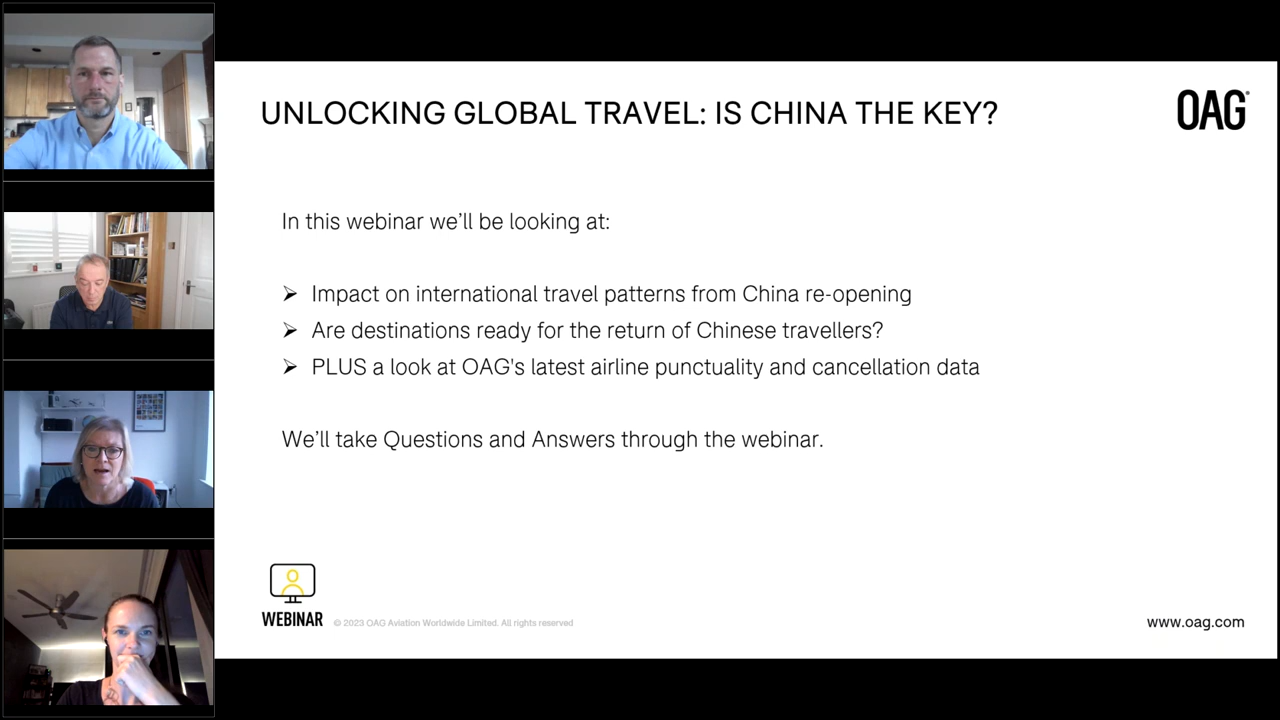 UNLOCKING GLOBAL TRAVEL: IS CHINA THE KEY?
OAG
In this webinar we'll be looking at:
➢ Impact on international travel patterns from China re-opening
➢ Are destinations ready for the return of Chinese travellers?
➢ PLUS a look at OAG's latest airline punctuality and cancellation data
We'll take Questions and Answers through the webinar.
WEBINAR
© 2023 OAG Aviation Worldwide Limited. All rights reserved
www.oag.com